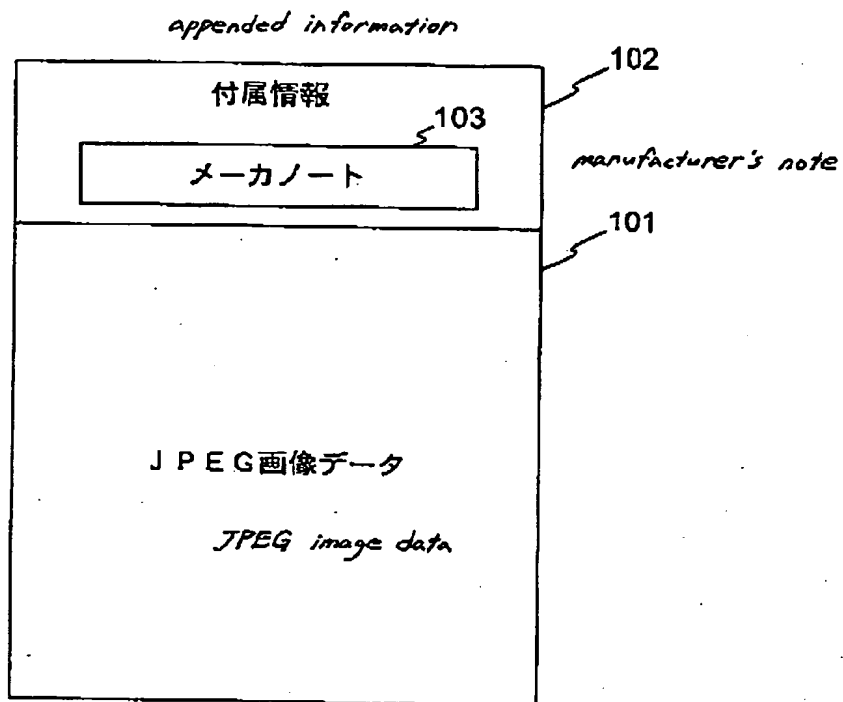 appended information
102
付属情報
103
メーカノート
manufacturer's note
101
JPEG画像データ
JPEG image data